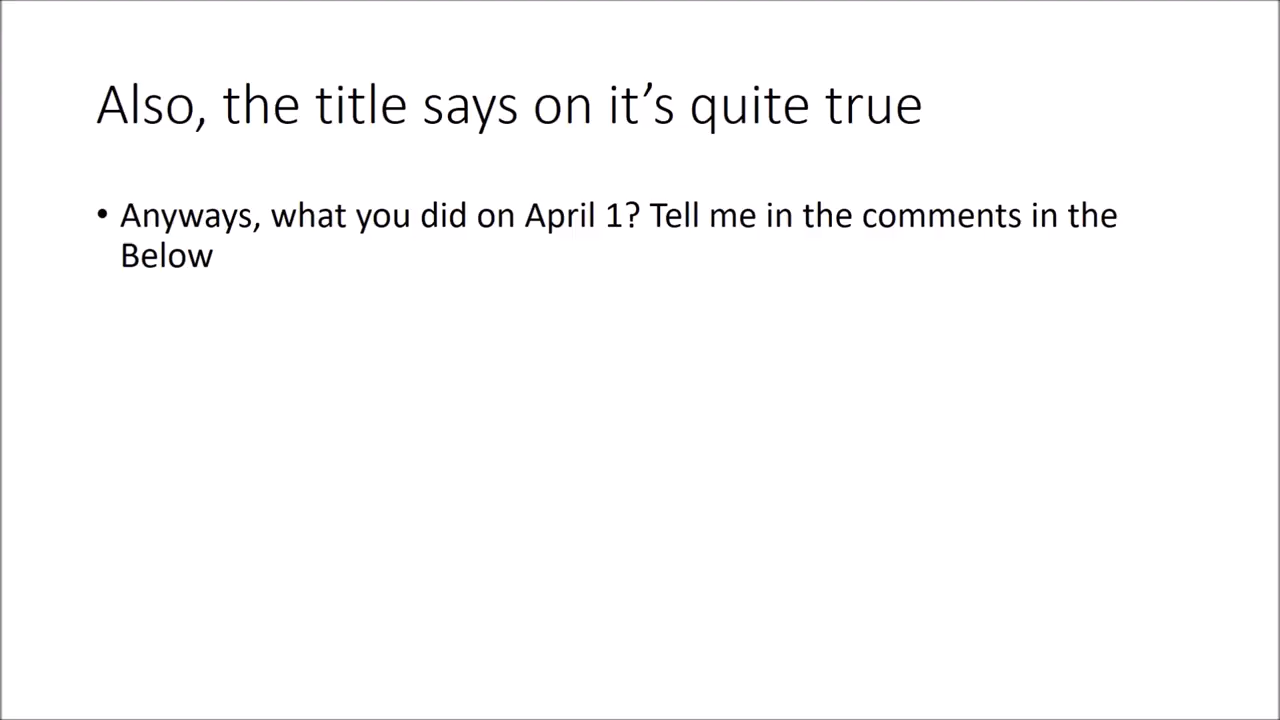 Also, the title says on it’s quite true
• Anyways, what you did on April 1? Tell me in the comments in the
Below